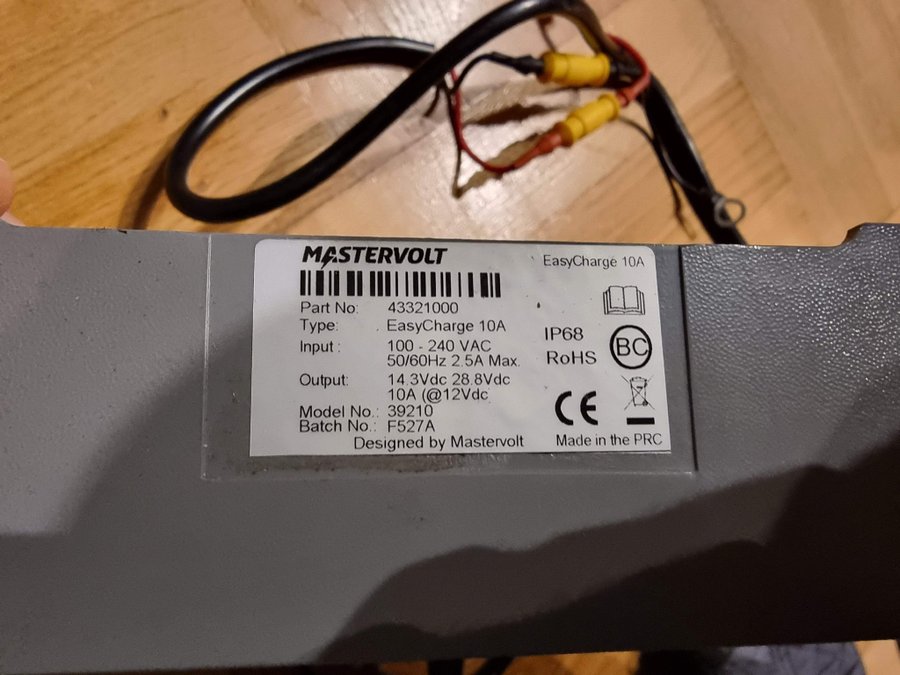 MASTERVOLT
EasyCharge 10A
Part No: 43321000
Type: EasyCharge 10A
Input : 100 - 240 VAC
50/60Hz 2.5A Max.
Output: 14.3Vdc 28.8Vdc
10A (@12Vdc
Model No.: 39210
Batch No.: F527A
Designed by Mastervolt
IP68
RoHS
BC
CE
Made in the PRC